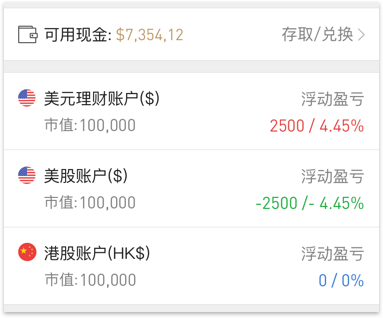 可用现金: $7,354,12 存取/兑换
美元理财账户($) 浮动盈亏
市值:100,000 2500 / 4.45%
美股账户($) 浮动盈亏
市值:100,000 -2500 /- 4.45%
港股账户(HK$) 浮动盈亏
市值:100,000 0 / 0%